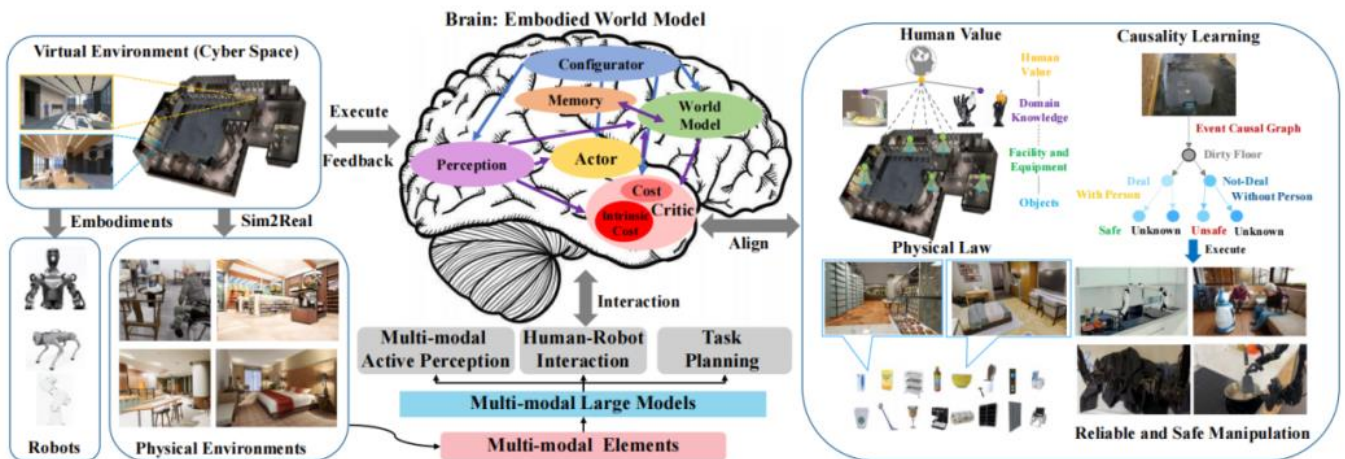 Brain: Embodied World Model
Virtual Environment (Cyber Space)
Execute
Feedback
Embodiments
Sim2Real
Robots
Physical Environments
Configurator
Memory
World
Model
Perception
Actor
Cost
Critic
Intrinsic
Cost
Interaction
Align
Multi-modal
Active Perception
Human-Robot
Interaction
Task
Planning
Multi-modal Large Models
Multi-modal Elements
Human Value
Human
Value
Domain
Knowledge
Facility and
Equipment
Objects
Physical Law
Causality Learning
Event Causal Graph
Dirty Floor
Deal
Not-Deal
With Person
Without Person
Safe
Unknown
Unsafe
Unknown
Execute
Reliable and Safe Manipulation